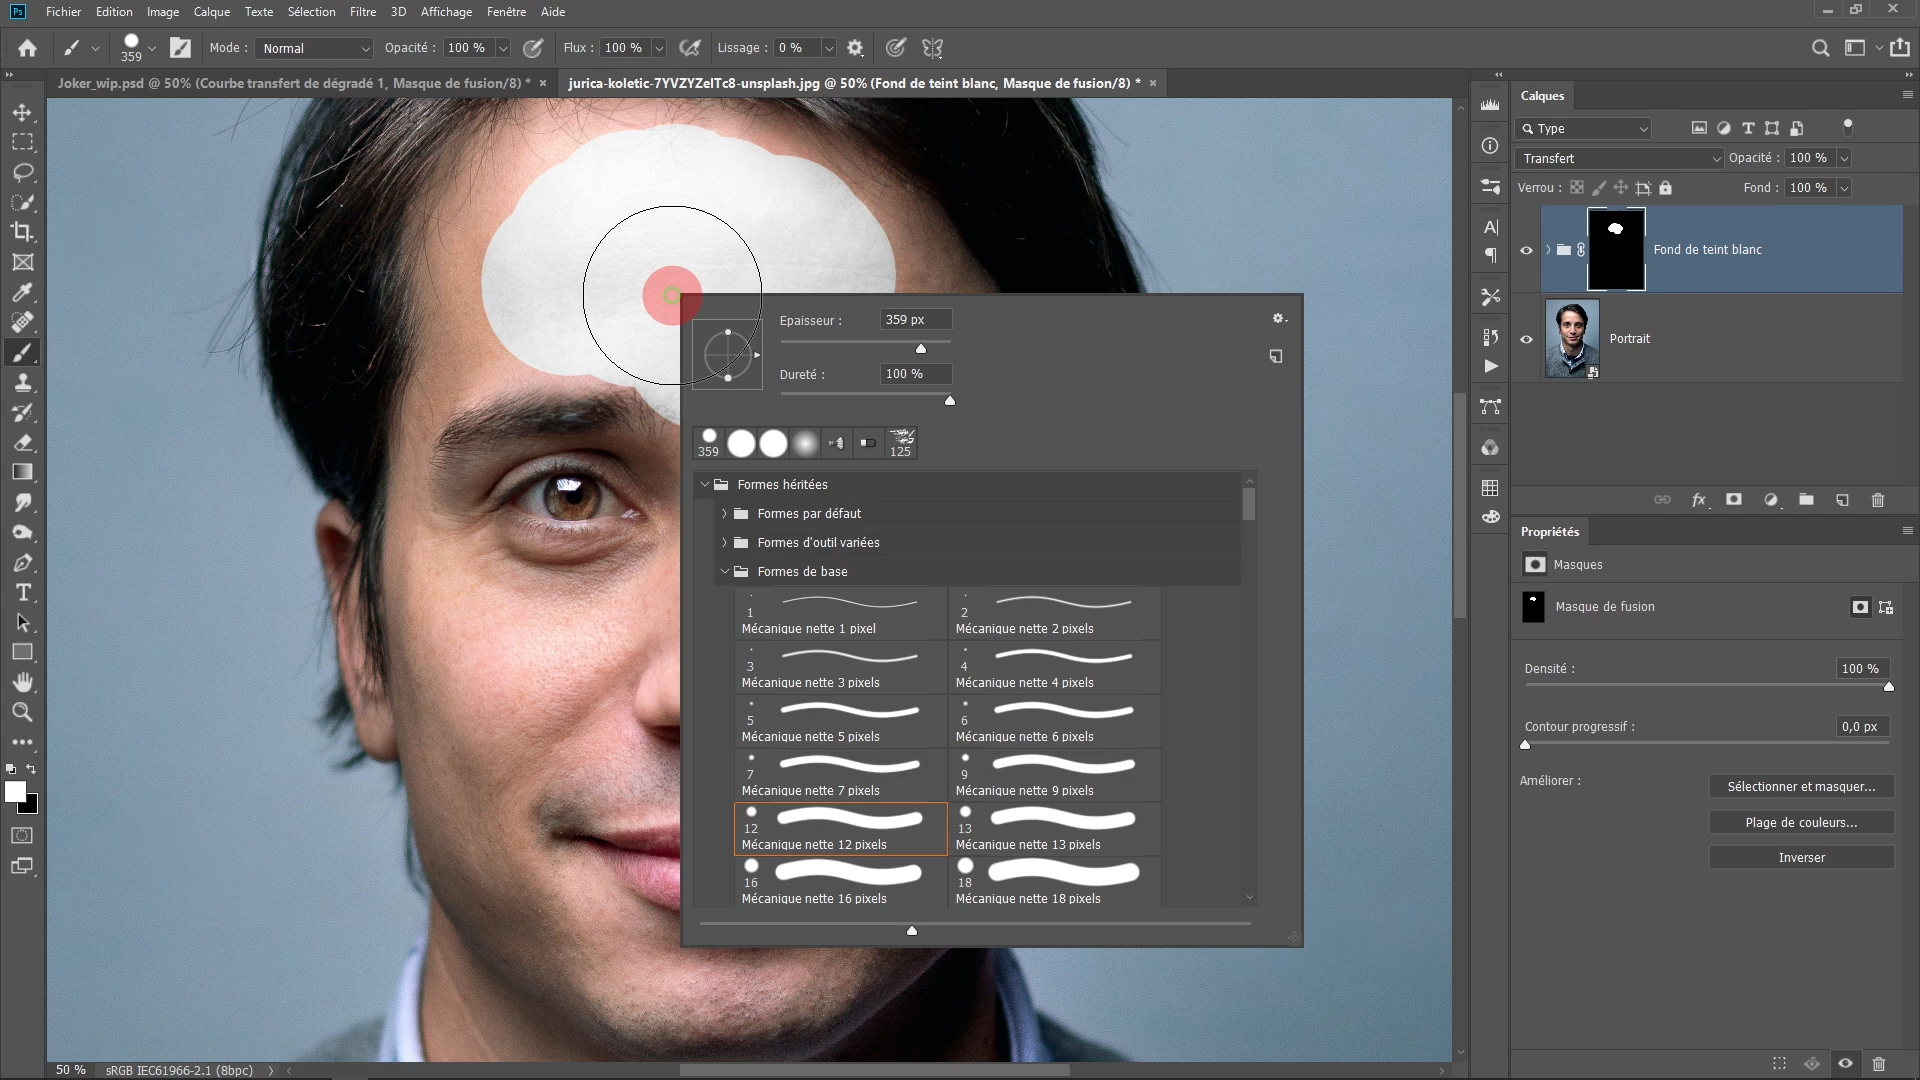 Ps Fichier Edition Image Calque Texte Sélection Filtre 3D Affichage Fenêtre Aide
359 Mode : Normal Opacité : 100 % Flux : 100 % Lissage : 0 %
Joker_wip.psd @ 50% (Courbe transfert de dégradé 1, Masque de fusion/8) * × jurica-koletic-7YVZYZeITc8-unsplash.jpg @ 50% (Fond de teint blanc, Masque de fusion/8) * ×
Calques
Type
Transfert Opacité : 100 %
Verrou : Fond : 100 %
Fond de teint blanc
Portrait
Epaisseur : 359 px
Dureté : 100 %
359 125
Formes héritées
Formes par défaut
Formes d'outil variées
Formes de base
1 2
Mécanique nette 1 pixel Mécanique nette 2 pixels
3 4
Mécanique nette 3 pixels Mécanique nette 4 pixels
5 6
Mécanique nette 5 pixels Mécanique nette 6 pixels
7 9
Mécanique nette 7 pixels Mécanique nette 9 pixels
12 13
Mécanique nette 12 pixels Mécanique nette 13 pixels
16 18
Mécanique nette 16 pixels Mécanique nette 18 pixels
Propriétés
Masques
Masque de fusion
Densité : 100 %
Contour progressif : 0,0 px
Améliorer : Sélectionner et masquer...
Plage de couleurs...
Inverser
50 % sRGB IEC61966-2.1 (8bpc)